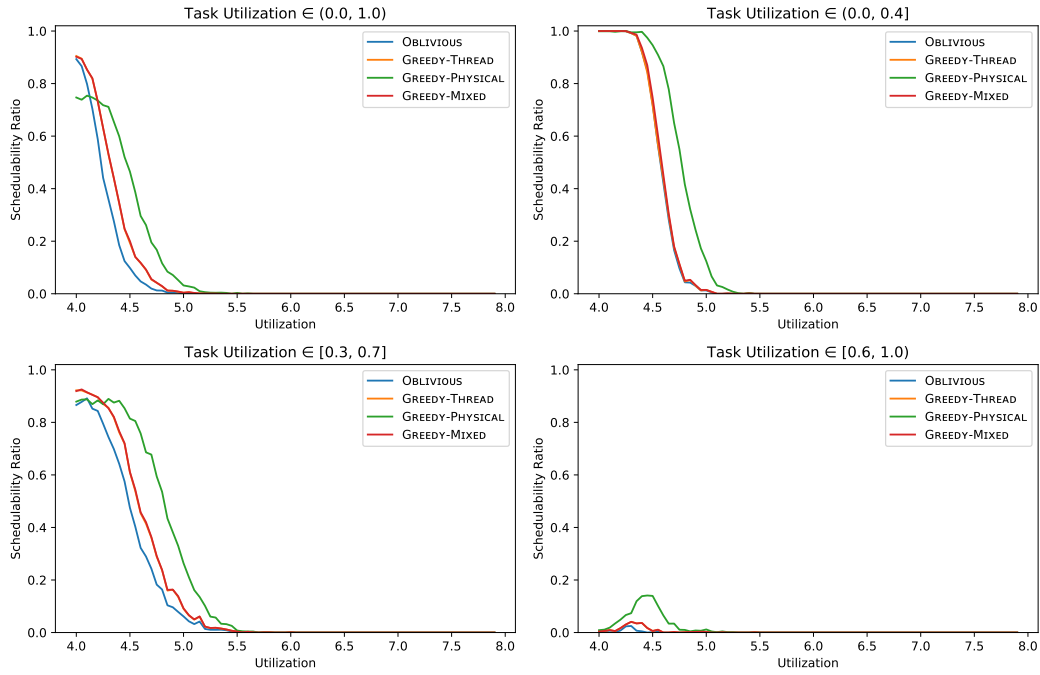 Task Utilization ∈ (0.0, 1.0)
1.0
0.8
0.6
0.4
0.2
0.0
Schedulability Ratio
OBLIVIOUS
GREEDY-THREAD
GREEDY-PHYSICAL
GREEDY-MIXED
4.0 4.5 5.0 5.5 6.0 6.5 7.0 7.5 8.0
Utilization
Task Utilization ∈ (0.0, 0.4]
1.0
0.8
0.6
0.4
0.2
0.0
Schedulability Ratio
OBLIVIOUS
GREEDY-THREAD
GREEDY-PHYSICAL
GREEDY-MIXED
4.0 4.5 5.0 5.5 6.0 6.5 7.0 7.5 8.0
Utilization
Task Utilization ∈ [0.3, 0.7]
1.0
0.8
0.6
0.4
0.2
0.0
Schedulability Ratio
OBLIVIOUS
GREEDY-THREAD
GREEDY-PHYSICAL
GREEDY-MIXED
4.0 4.5 5.0 5.5 6.0 6.5 7.0 7.5 8.0
Utilization
Task Utilization ∈ [0.6, 1.0)
1.0
0.8
0.6
0.4
0.2
0.0
Schedulability Ratio
OBLIVIOUS
GREEDY-THREAD
GREEDY-PHYSICAL
GREEDY-MIXED
4.0 4.5 5.0 5.5 6.0 6.5 7.0 7.5 8.0
Utilization